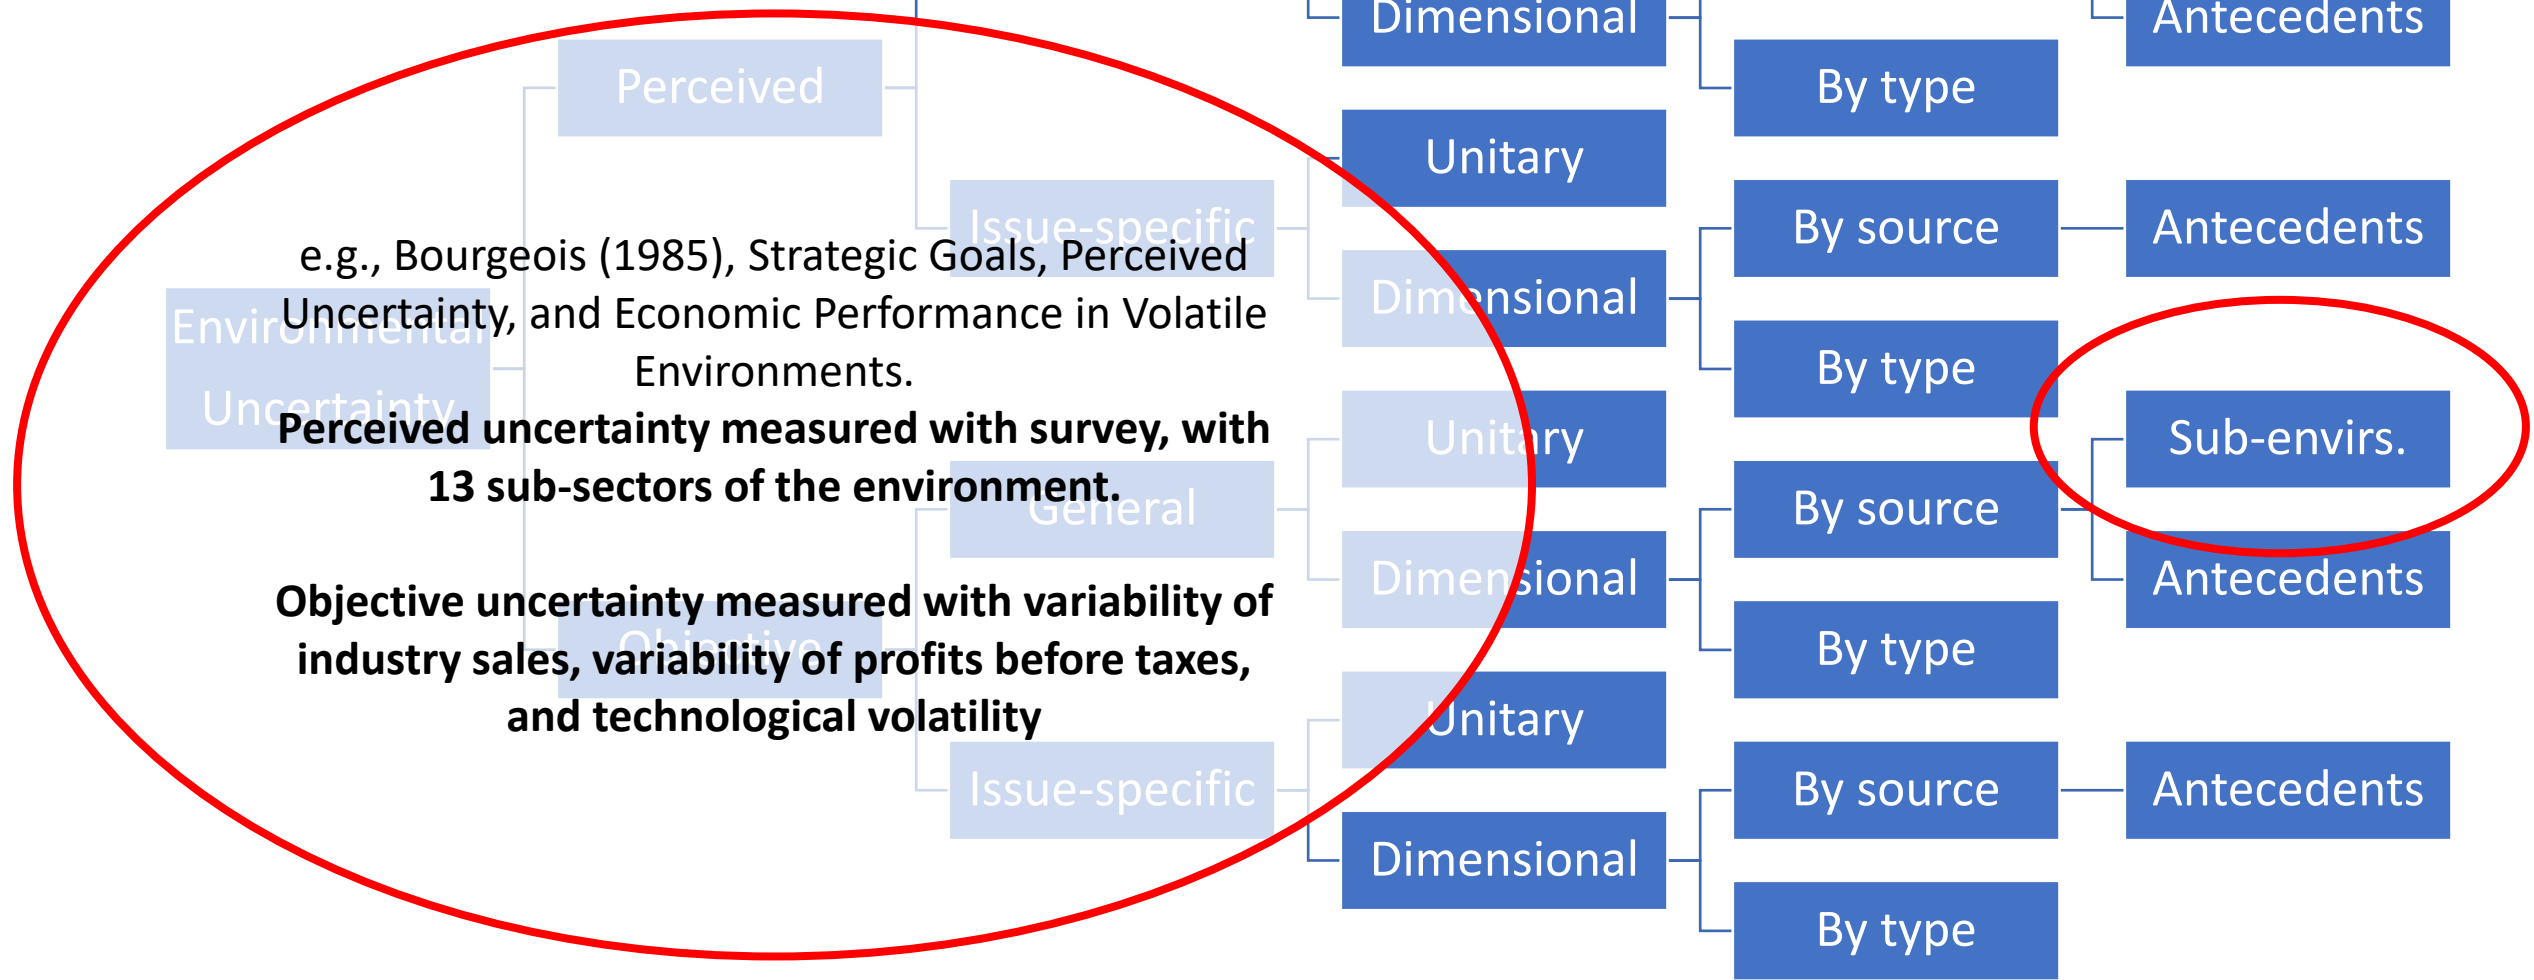 Dimensional
Antecedents
Perceived
By type
Unitary
Issue-specific
By source
Antecedents
Dimensional
By type
e.g., Bourgeois (1985), Strategic Goals, Perceived
Uncertainty, and Economic Performance in Volatile
Environments.
Perceived uncertainty measured with survey, with
13 sub-sectors of the environment.
Objective uncertainty measured with variability of
industry sales, variability of profits before taxes,
and technological volatility
Environmental
Uncertainty
Unitary
Sub-envirs.
General
By source
Dimensional
Antecedents
Objective
By type
Unitary
Issue-specific
By source
Antecedents
Dimensional
By type